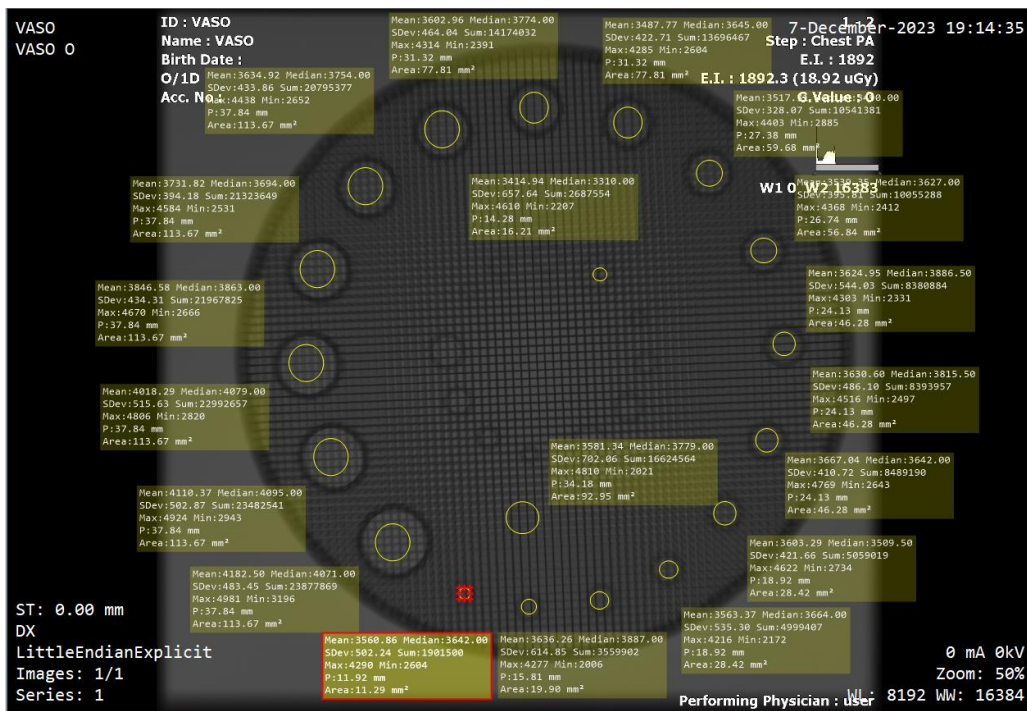 VASO
VASO O
ID : VASO
Name : VASO
Birth Date :
O/1D
Acc. No.:
7-December-2023 19:14:35
1 - 2
Step : Chest PA
E.I. : 1892
E.I. : 1892.3 (18.92 uGy)
G.Value : 0
W1 0 W2 16383
Mean:3602.96 Median:3774.00
SDev:464.04 Sum:14174032
Max:4314 Min:2391
P:31.32 mm
Area:77.81 mm²
Mean:3487.77 Median:3645.00
SDev:422.71 Sum:13696467
Max:4285 Min:2604
P:31.32 mm
Area:77.81 mm²
Mean:3634.92 Median:3754.00
SDev:433.86 Sum:20795377
Max:4438 Min:2652
P:37.84 mm
Area:113.67 mm²
SDev:328.07 Sum:10541381
Max:4403 Min:2885
P:27.38 mm
Area:59.68 mm²
Mean:3731.82 Median:3694.00
SDev:394.18 Sum:21323649
Max:4584 Min:2531
P:37.84 mm
Area:113.67 mm²
Mean:3414.94 Median:3310.00
SDev:657.64 Sum:2687554
Max:4610 Min:2207
P:14.28 mm
Area:16.21 mm²
Median:3627.00
SDev:395.81 Sum:10055288
Max:4368 Min:2412
P:26.74 mm
Area:56.84 mm²
Mean:3846.58 Median:3863.00
SDev:434.31 Sum:21967825
Max:4670 Min:2666
P:37.84 mm
Area:113.67 mm²
Mean:3624.95 Median:3886.50
SDev:544.03 Sum:8380884
Max:4303 Min:2331
P:24.13 mm
Area:46.28 mm²
Mean:4018.29 Median:4079.00
SDev:515.63 Sum:22992657
Max:4806 Min:2820
P:37.84 mm
Area:113.67 mm²
Mean:3630.60 Median:3815.50
SDev:486.10 Sum:8393957
Max:4516 Min:2497
P:24.13 mm
Area:46.28 mm²
Mean:3581.34 Median:3779.00
SDev:702.06 Sum:16624564
Max:4810 Min:2021
P:34.18 mm
Area:92.95 mm²
Mean:3667.04 Median:3642.00
SDev:410.72 Sum:8489190
Max:4769 Min:2643
P:24.13 mm
Area:46.28 mm²
Mean:4110.37 Median:4095.00
SDev:502.87 Sum:23482541
Max:4924 Min:2943
P:37.84 mm
Area:113.67 mm²
Mean:3603.29 Median:3509.50
SDev:421.66 Sum:5059019
Max:4622 Min:2734
P:18.92 mm
Area:28.42 mm²
Mean:4182.50 Median:4071.00
SDev:483.45 Sum:23877869
Max:4981 Min:3196
P:37.84 mm
Area:113.67 mm²
Mean:3563.37 Median:3664.00
SDev:535.30 Sum:4999407
Max:4216 Min:2172
P:18.92 mm
Area:28.42 mm²
Mean:3560.86 Median:3642.00
SDev:502.24 Sum:1901500
Max:4290 Min:2604
P:11.92 mm
Area:11.29 mm²
Mean:3636.26 Median:3887.00
SDev:614.85 Sum:3559902
Max:4277 Min:2006
P:15.81 mm
Area:19.90 mm²
ST: 0.00 mm
DX
LittleEndianExplicit
Images: 1/1
Series: 1
0 mA 0kV
Zoom: 50%
WL: 8192 WW: 16384
Performing Physician : user